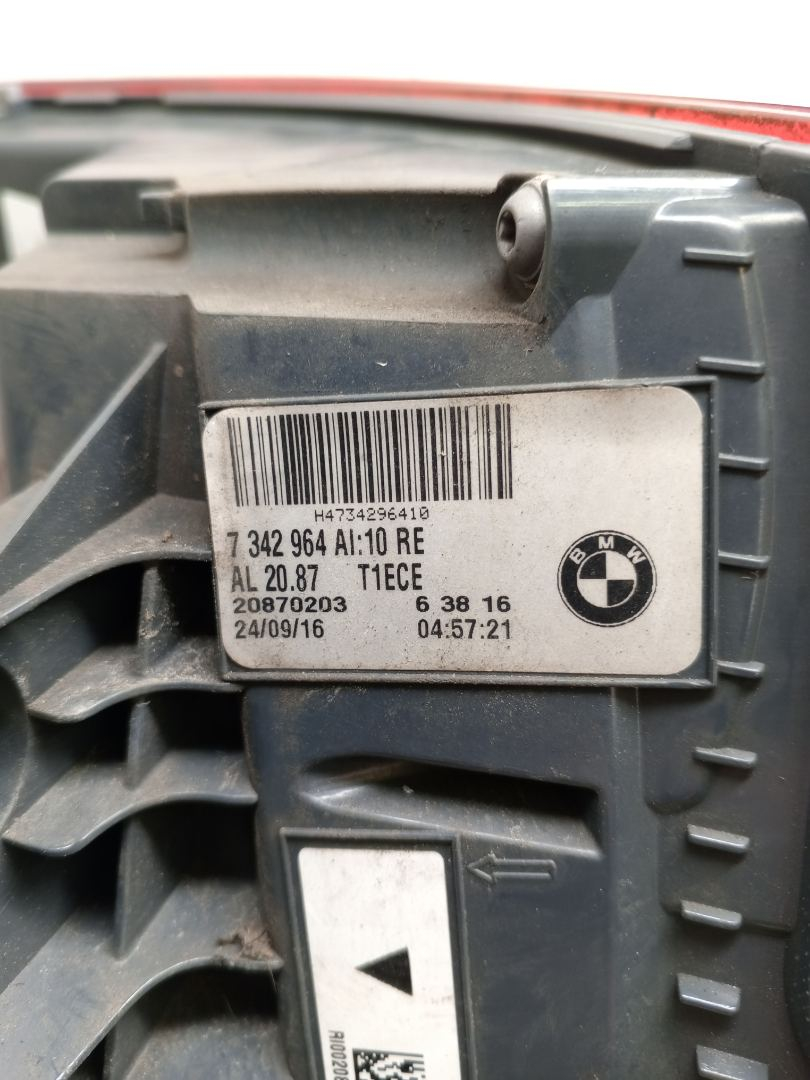 H4734296410
7 342 964 AI:10 RE
AL 20.87 T1ECE
20870203 6 38 16
24/09/16 04:57:21
BMW